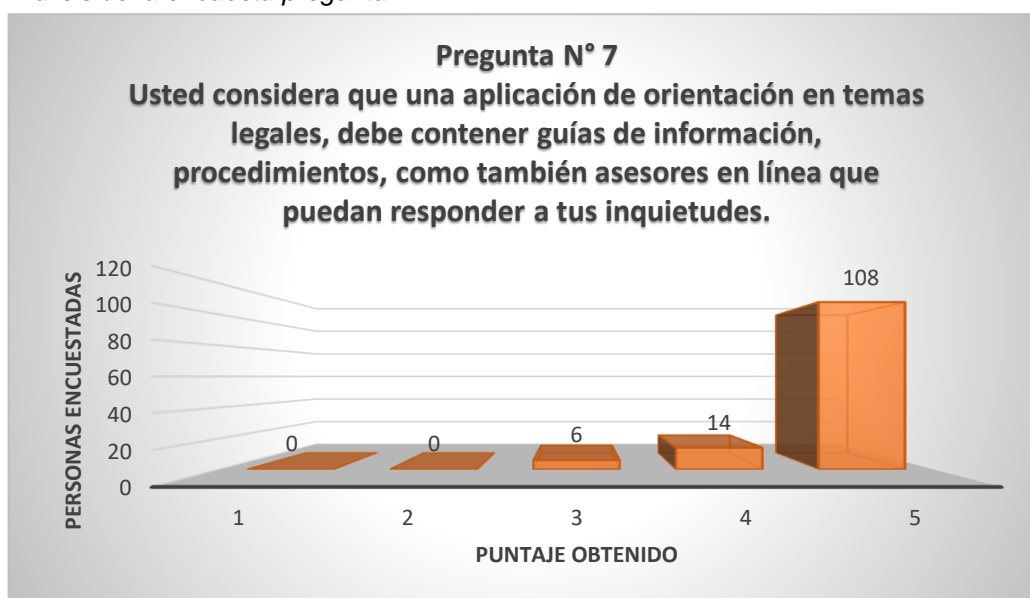 Pregunta N° 7
Usted considera que una aplicación de orientación en temas
legales, debe contener guías de información,
procedimientos, como también asesores en línea que
puedan responder a tus inquietudes.
120
100
80
60
40
20
0
PERSONAS ENCUESTADAS
0
0
6
14
108
1
2
3
4
5
PUNTAJE OBTENIDO